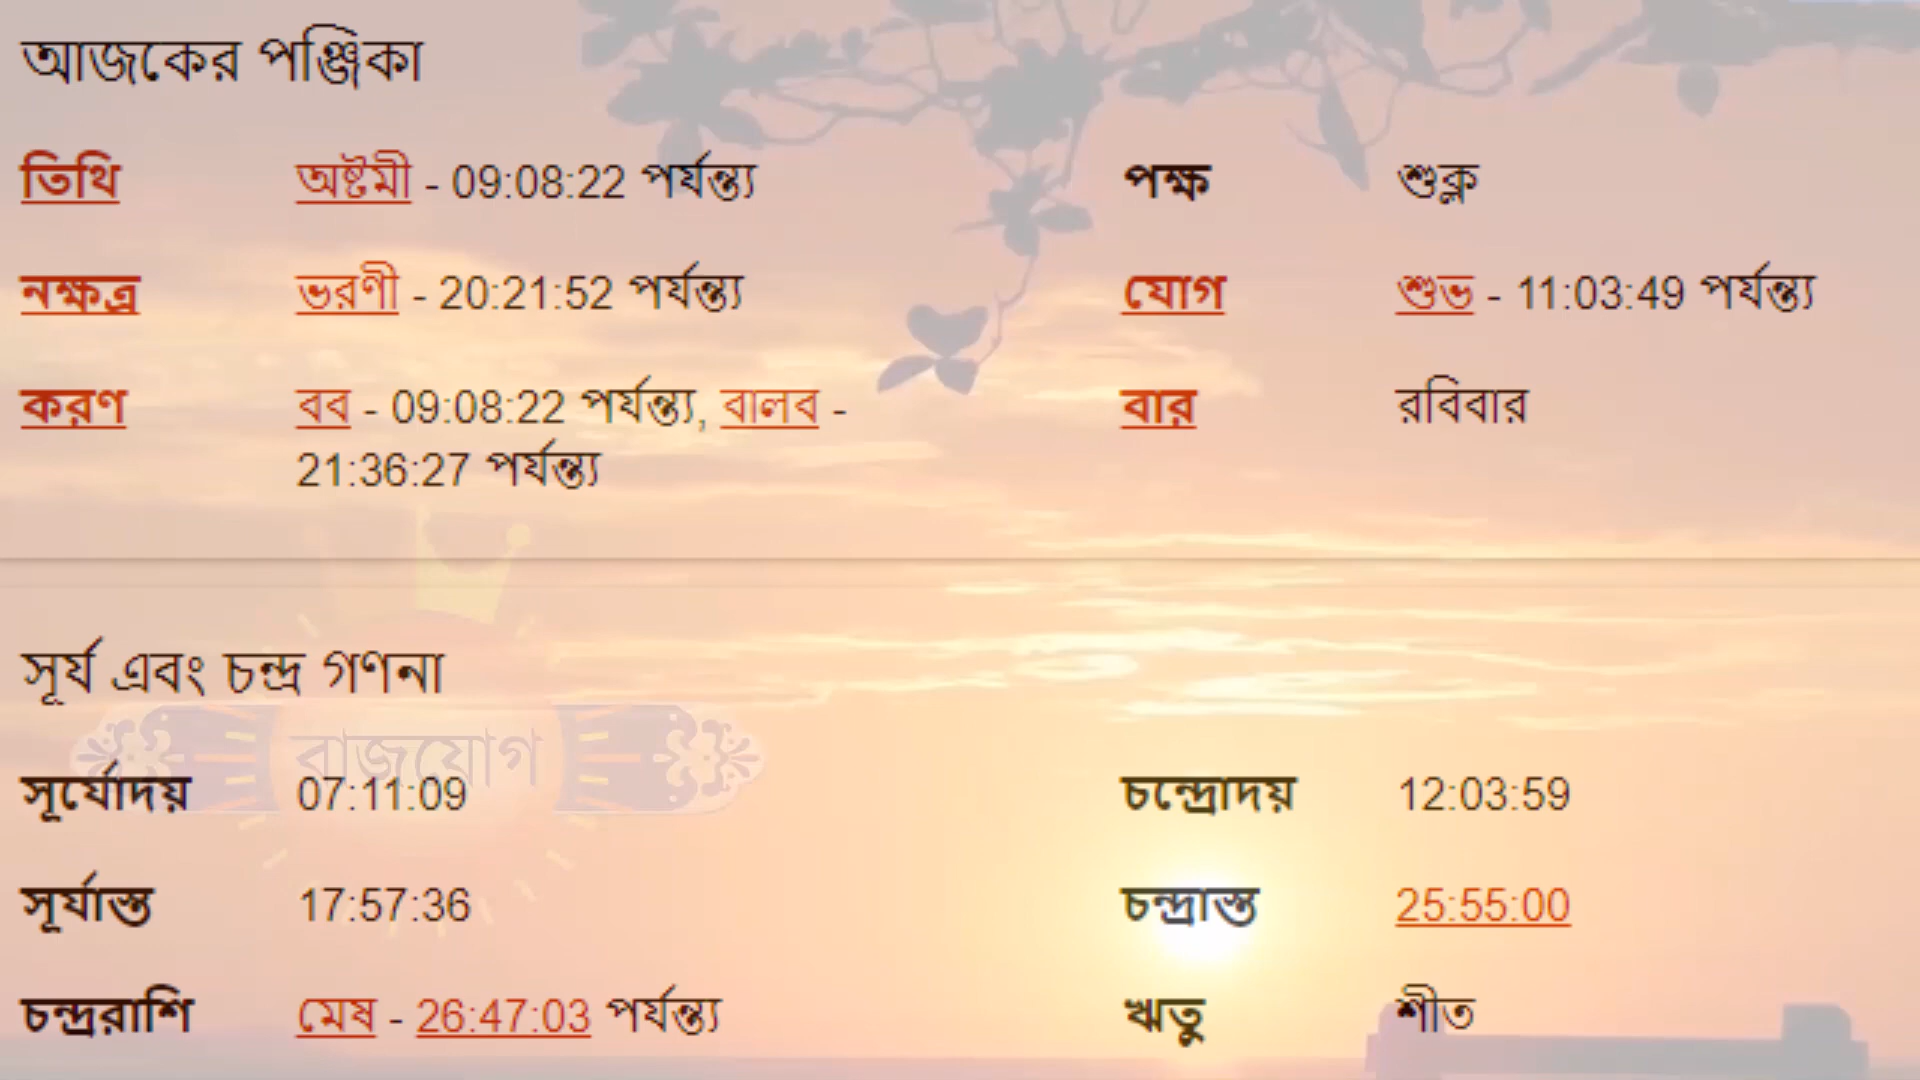 আজকের পঞ্জিকা
তিথি অষ্টমী - 09:08:22 পর্যন্ত্য পক্ষ শুক্ল
নক্ষত্র ভরণী - 20:21:52 পর্যন্ত্য যোগ শুভ - 11:03:49 পর্যন্ত্য
করণ বব - 09:08:22 পর্যন্ত্য, বালব - বার রবিবার
21:36:27 পর্যন্ত্য
সূর্য এবং চন্দ্র গণনা
রাজযোগ
সূর্যোদয় 07:11:09 চন্দ্রোদয় 12:03:59
সূর্যাস্ত 17:57:36 চন্দ্রাস্ত 25:55:00
চন্দ্ররাশি মেষ - 26:47:03 পর্যন্ত্য ঋতু শীত